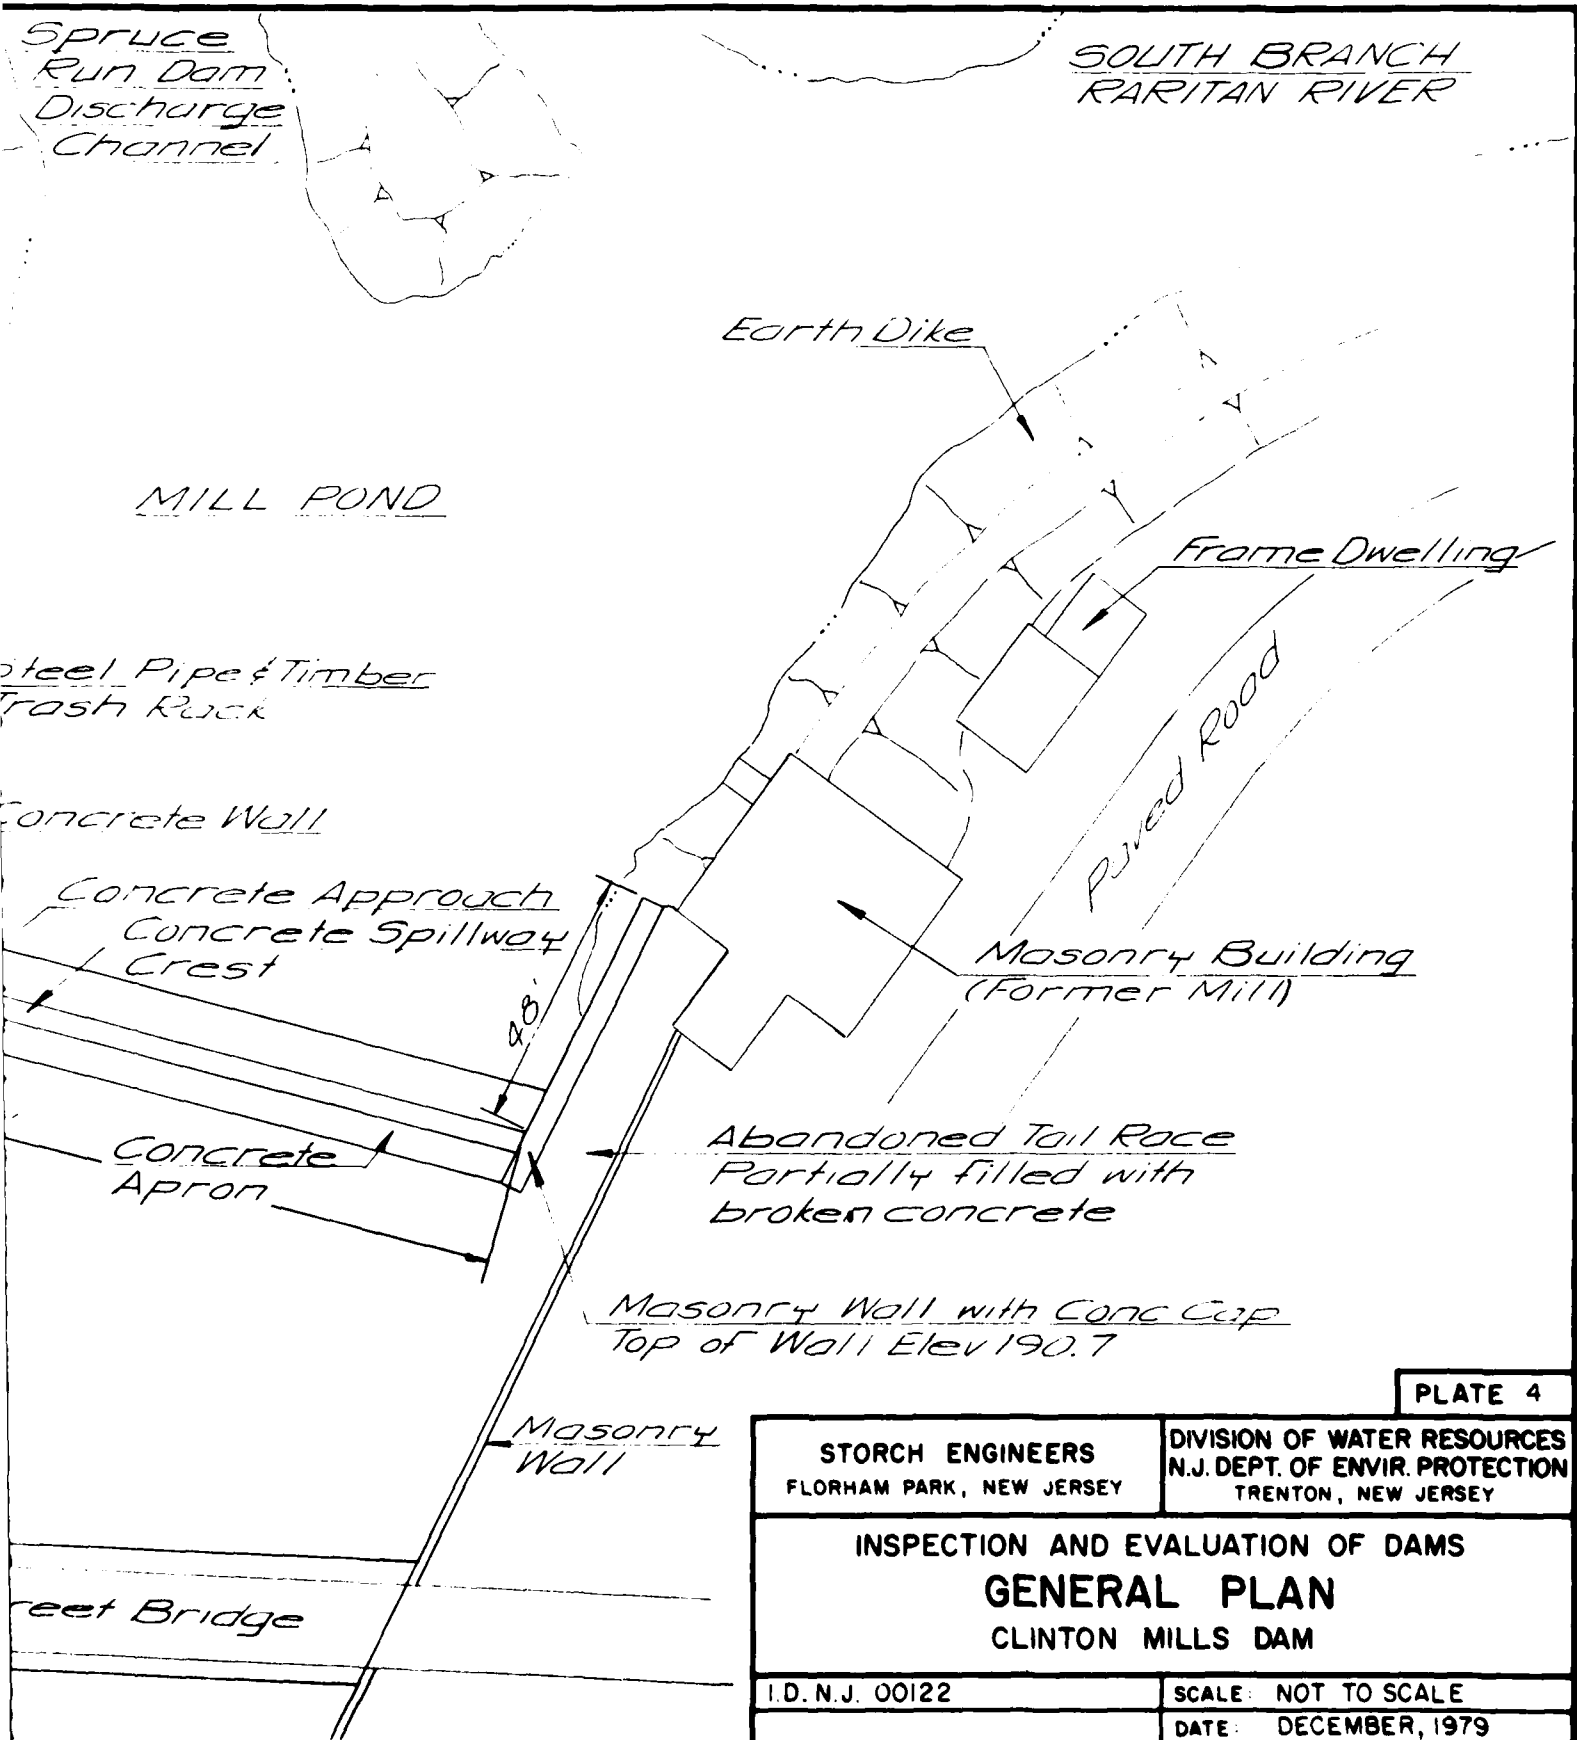 Spruce
Run Dam
Discharge
Channel
SOUTH BRANCH
RARITAN RIVER
Earth Dike
MILL POND
Frame Dwelling
Steel Pipe & Timber
Trash Rack
Paved Road
Concrete Wall
Concrete Approach
Concrete Spillway
Crest
48'
Masonry Building
(Former Mill)
Concrete
Apron
Abandoned Tail Race
Partially filled with
broken concrete
Masonry Wall with Conc Cap
Top of Wall Elev 190.7
Masonry
Wall
reet Bridge
PLATE 4
STORCH ENGINEERS
FLORHAM PARK, NEW JERSEY
DIVISION OF WATER RESOURCES
N.J. DEPT. OF ENVIR. PROTECTION
TRENTON, NEW JERSEY
INSPECTION AND EVALUATION OF DAMS
GENERAL PLAN
CLINTON MILLS DAM
I.D. N.J. 00122
SCALE: NOT TO SCALE
DATE: DECEMBER, 1979